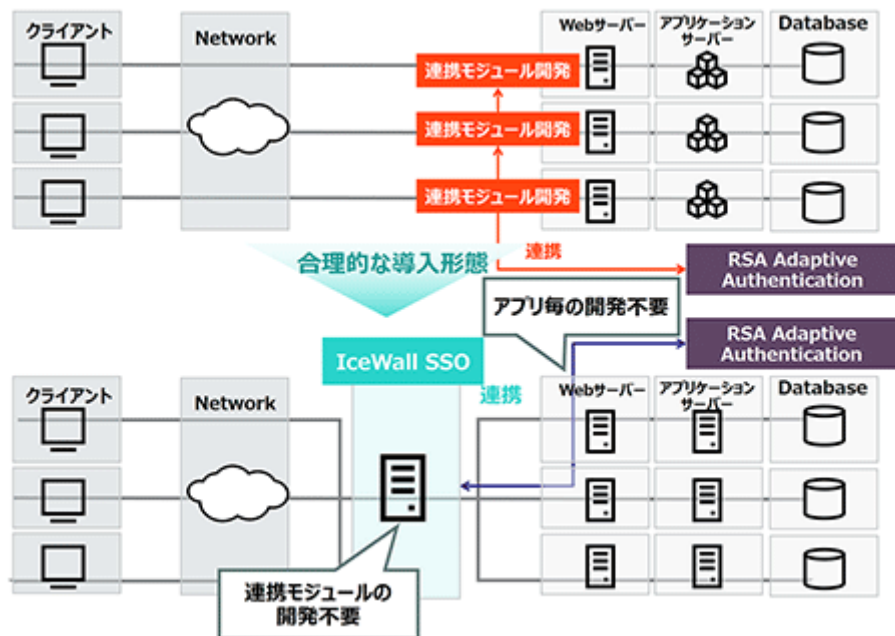 クライアント
Network
Webサーバー
アプリケーション
サーバー
Database
連携モジュール開発
連携モジュール開発
連携モジュール開発
連携
合理的な導入形態
RSA Adaptive
Authentication
アプリ毎の開発不要
RSA Adaptive
Authentication
IceWall SSO
連携
クライアント
Network
Webサーバー
アプリケーション
サーバー
Database
連携モジュールの
開発不要